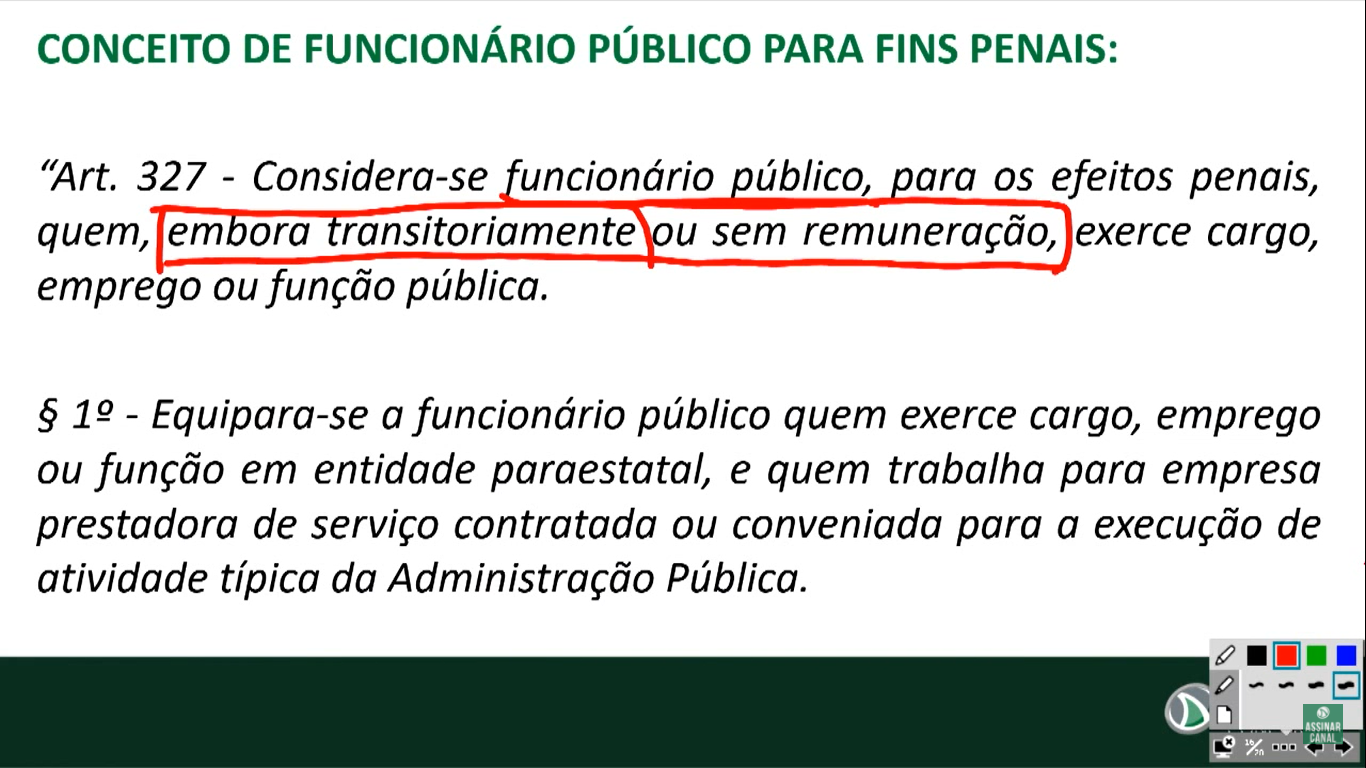 CONCEITO DE FUNCIONÁRIO PÚBLICO PARA FINS PENAIS:
“Art. 327 - Considera-se funcionário público, para os efeitos penais,
quem, embora transitoriamente ou sem remuneração, exerce cargo,
emprego ou função pública.
§ 1º - Equipara-se a funcionário público quem exerce cargo, emprego
ou função em entidade paraestatal, e quem trabalha para empresa
prestadora de serviço contratada ou conveniada para a execução de
atividade típica da Administração Pública.
ASSINAR
CANAL